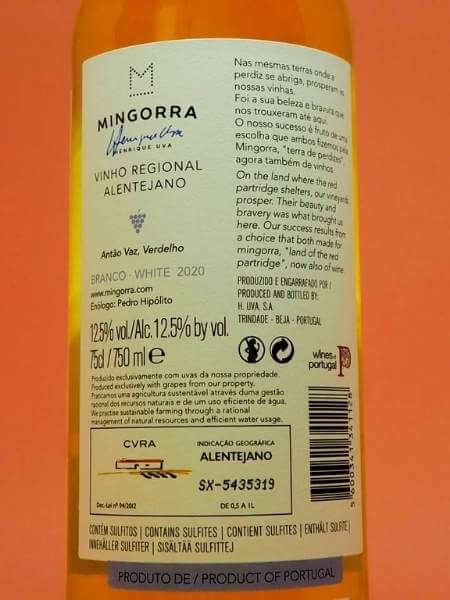 MINGORRA
HENRIQUE UVA
VINHO REGIONAL
ALENTEJANO
Antão Vaz, Verdelho
BRANCO · WHITE 2020
www.mingorra.com
Enólogo: Pedro Hipólito
12.5% vol./Alc.12.5% by vol.
75cl / 750 ml ℮
Nas mesmas terras onde a
perdiz se abriga, prosperam as
nossas vinhas.
Foi a sua beleza e bravura que
nos trouxeram até aqui.
O nosso sucesso é fruto de uma
escolha que ambos fizemos pela
Mingorra, "terra de perdizes",
agora também de vinhos.
On the land where the red
partridge shelters, our vineyards
prosper. Their beauty and
bravery was what brought us
here. Our success results from
a choice that both made for
mingorra, "land of the red
partridge", now also of wine.
PRODUZIDO E ENGARRAFADO POR /
PRODUCED AND BOTTLED BY:
H. UVA, S.A.
TRINDADE - BEJA - PORTUGAL
wines of
portugal
Produzido exclusivamente com uvas da nossa propriedade.
Produced exclusively with grapes from our property.
Praticamos uma agricultura sustentável através duma gestão
racional dos recursos naturais e de um uso eficiente de água.
We practise sustainable farming through a rational
management of natural resources and efficient water usage.
CVRA
Dec.-Lei nº 94/2012
INDICAÇÃO GEOGRÁFICA
ALENTEJANO
SX-5435319
DE 0,5 A 1L
5 600341 341128
CONTÉM SULFITOS | CONTAINS SULFITES | CONTIENT SULFITES | ENTHÄLT SULFITE |
INNEHÅLLER SULFITER | SISÄLTÄÄ SULFITTEJ
PRODUTO DE / PRODUCT OF PORTUGAL